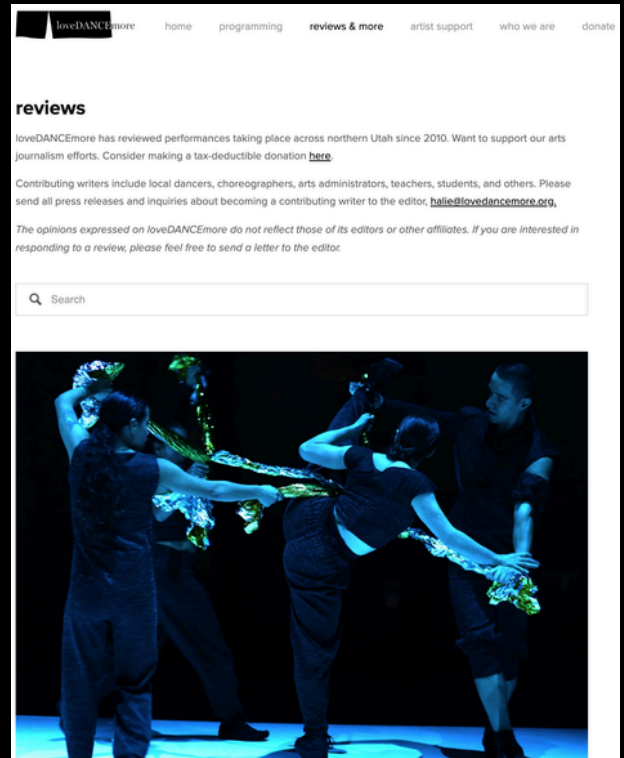 loveDANCEmore
home programming reviews & more artist support who we are donate
reviews
loveDANCEmore has reviewed performances taking place across northern Utah since 2010. Want to support our arts
journalism efforts. Consider making a tax-deductible donation here.
Contributing writers include local dancers, choreographers, arts administrators, teachers, students, and others. Please
send all press releases and inquiries about becoming a contributing writer to the editor, halie@lovedancemore.org.
The opinions expressed on loveDANCEmore do not reflect those of its editors or other affiliates. If you are interested in
responding to a review, please feel free to send a letter to the editor.
Search